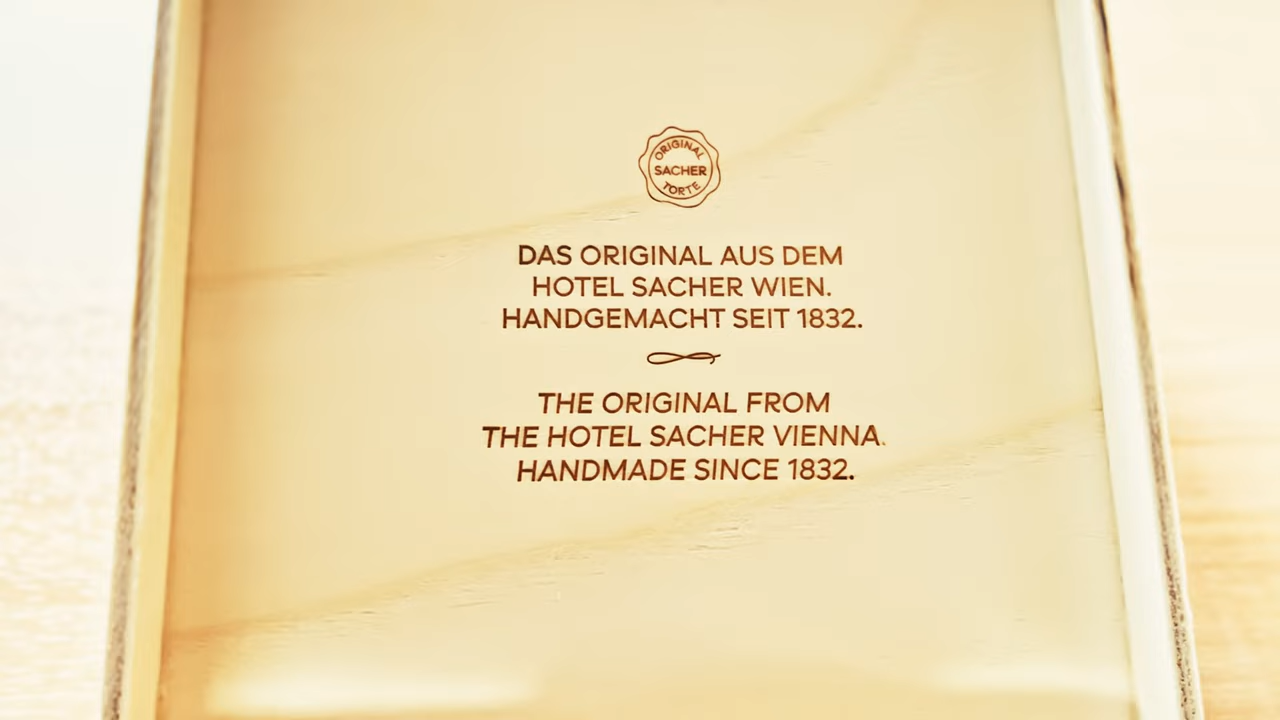 ORIGINAL
SACHER
TORTE
DAS ORIGINAL AUS DEM
HOTEL SACHER WIEN.
HANDGEMACHT SEIT 1832.
THE ORIGINAL FROM
THE HOTEL SACHER VIENNA.
HANDMADE SINCE 1832.